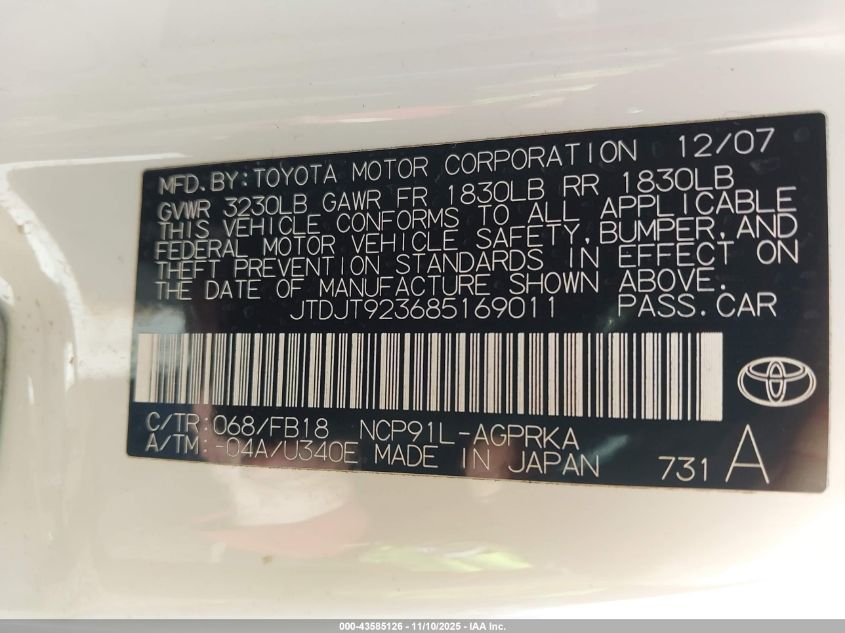 MFD. BY: TOYOTA MOTOR CORPORATION 12/07
GVWR 3230LB GAWR FR 1830LB RR 1830LB
THIS VEHICLE CONFORMS TO ALL APPLICABLE
FEDERAL MOTOR VEHICLE SAFETY, BUMPER, AND
THEFT PREVENTION STANDARDS IN EFFECT ON
THE DATE OF MANUFACTURE SHOWN ABOVE.
JTDJT923685169011 PASS. CAR
C/TR: 068/FB18 NCP91L-AGPRKA
A/TM: -04A/U340E MADE IN JAPAN 731 A
000-43585126 - 11/10/2025 - IAA Inc.